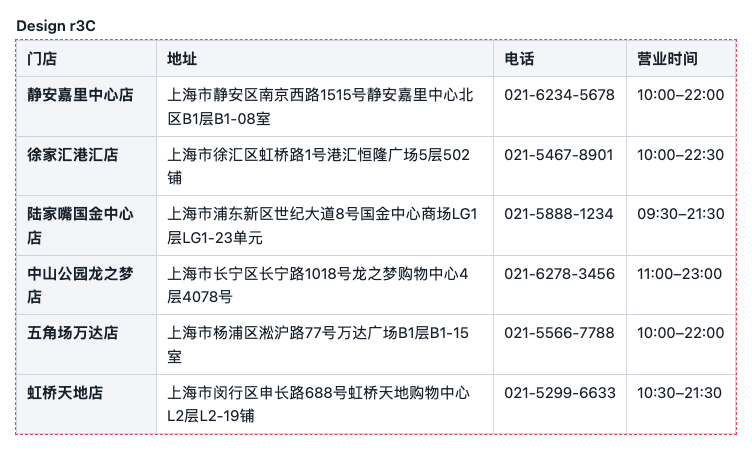 Design r3C
门店 地址 电话 营业时间
静安嘉里中心店 上海市静安区南京西路1515号静安嘉里中心北 021-6234-5678 10:00–22:00
区B1层B1-08室
徐家汇港汇店 上海市徐汇区虹桥路1号港汇恒隆广场5层502 021-5467-8901 10:00–22:30
铺
陆家嘴国金中心 上海市浦东新区世纪大道8号国金中心商场LG1 021-5888-1234 09:30–21:30
店 层LG1-23单元
中山公园龙之梦 上海市长宁区长宁路1018号龙之梦购物中心4 021-6278-3456 11:00–23:00
店 层4078号
五角场万达店 上海市杨浦区淞沪路77号万达广场B1层B1-15 021-5566-7788 10:00–22:00
室
虹桥天地店 上海市闵行区申长路688号虹桥天地购物中心 021-5299-6633 10:30–21:30
L2层L2-19铺